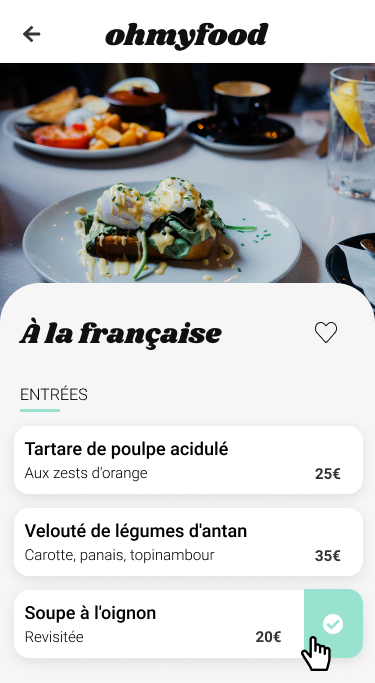 ohmyfood
À la française
ENTRÉES
Tartare de poulpe acidulé
Aux zests d'orange 25€
Velouté de légumes d'antan
Carotte, panais, topinambour 35€
Soupe à l'oignon
Revisitée 20€